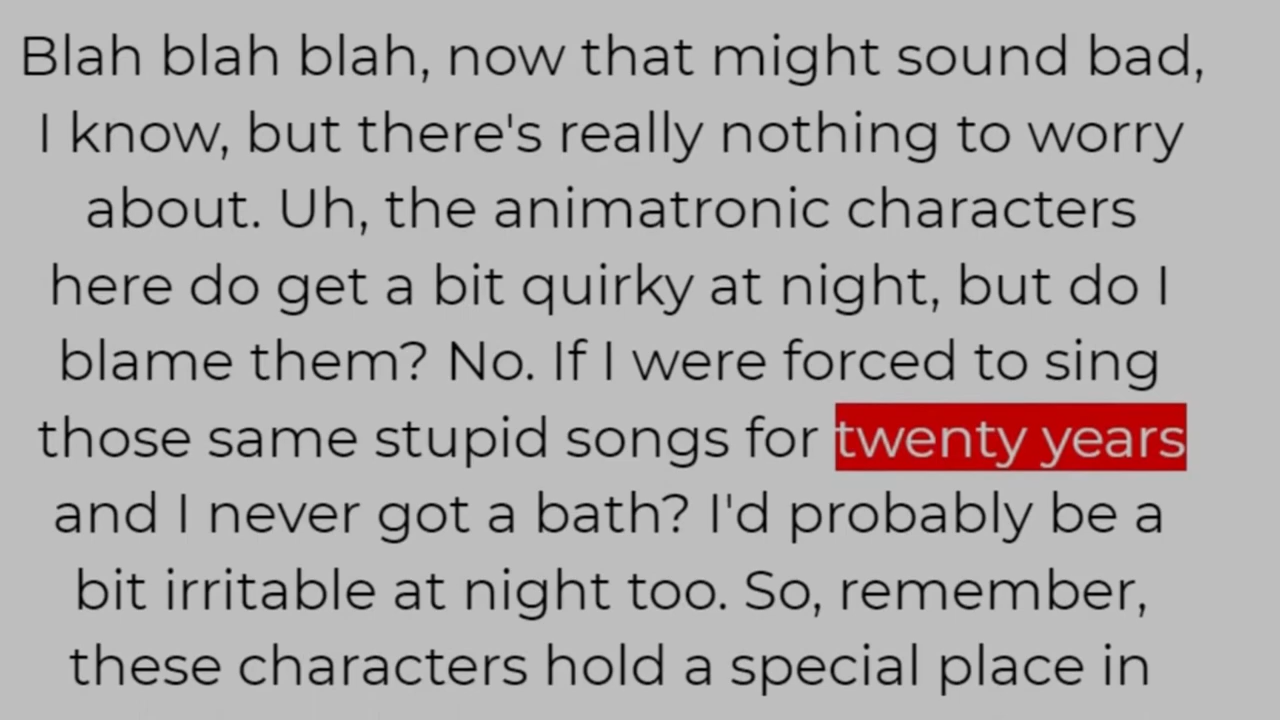 Blah blah blah, now that might sound bad,
I know, but there's really nothing to worry
about. Uh, the animatronic characters
here do get a bit quirky at night, but do I
blame them? No. If I were forced to sing
those same stupid songs for twenty years
and I never got a bath? I'd probably be a
bit irritable at night too. So, remember,
these characters hold a special place in